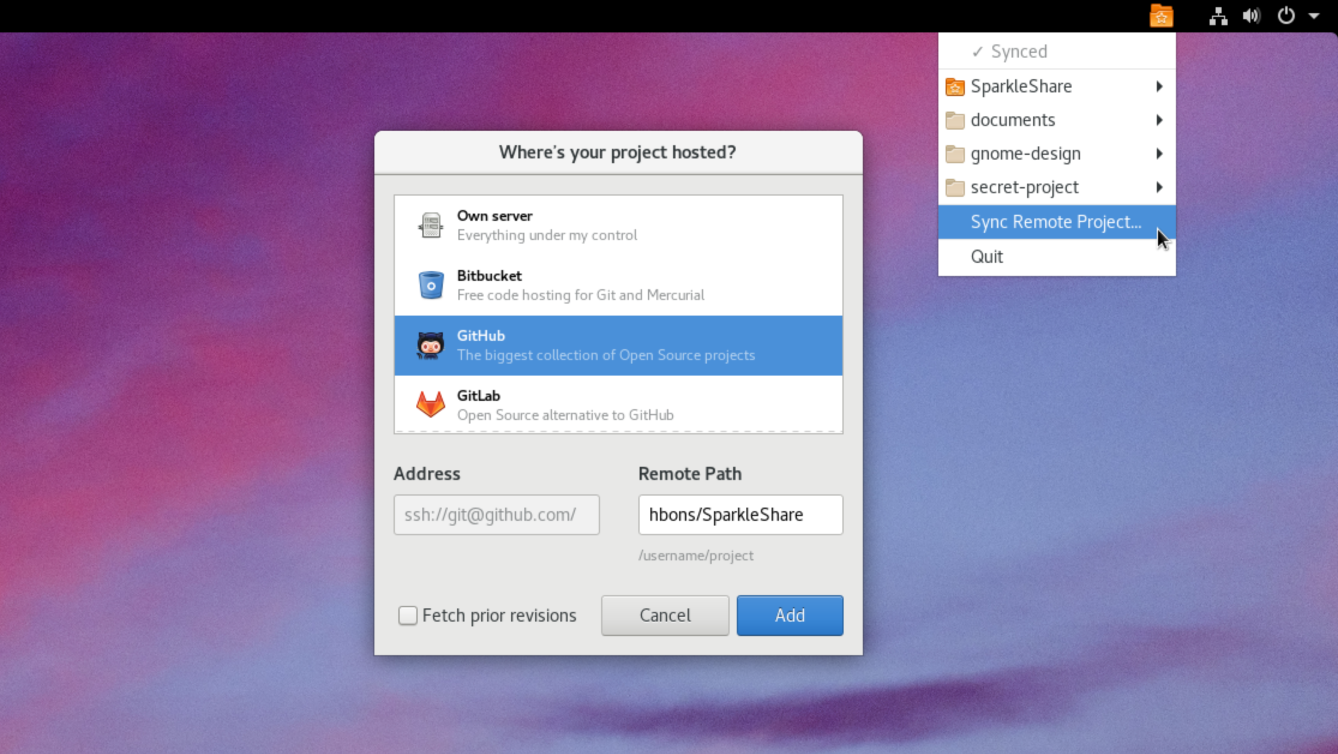 ✓ Synced
SparkleShare
documents
gnome-design
secret-project
Sync Remote Project...
Quit
Where's your project hosted?
Own server
Everything under my control
Bitbucket
Free code hosting for Git and Mercurial
GitHub
The biggest collection of Open Source projects
GitLab
Open Source alternative to GitHub
Address
Remote Path
ssh://git@github.com/
hbons/SparkleShare
/username/project
Fetch prior revisions
Cancel
Add